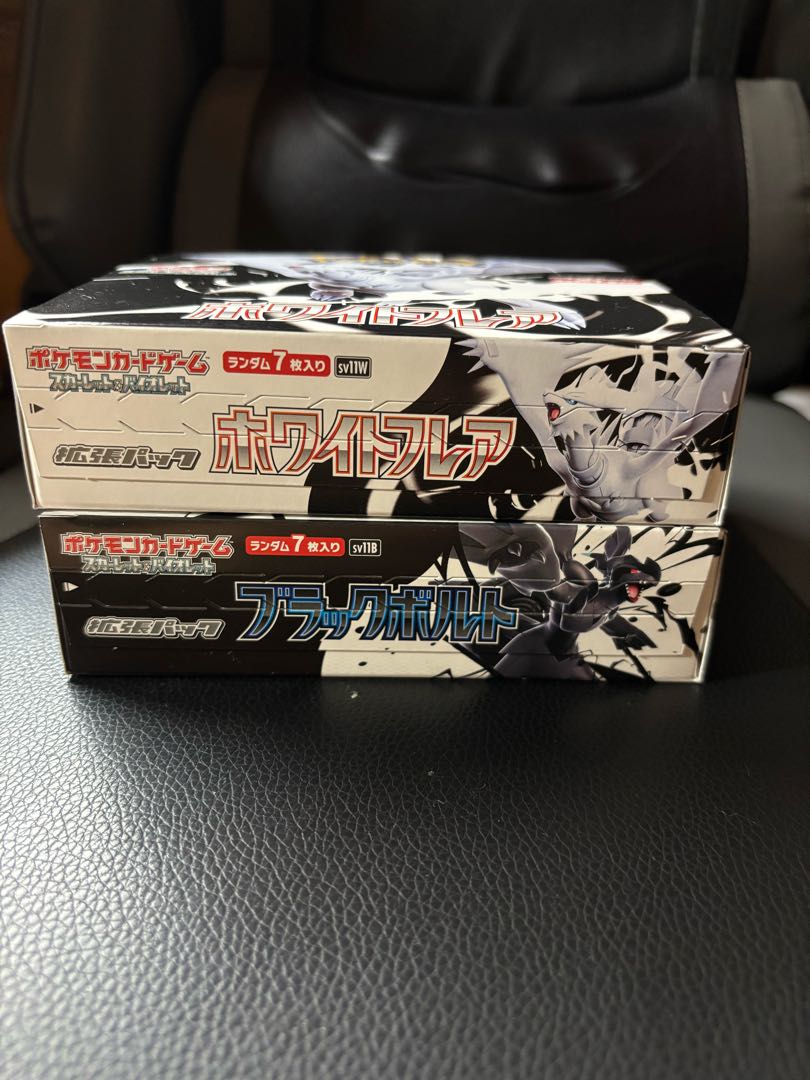 ホワイトフレア
ポケモンカードゲーム
スカーレット&バイオレット
ランダム7枚入り
SV11W
拡張パック
ホワイトフレア
ポケモンカードゲーム
スカーレット&バイオレット
ランダム7枚入り
SV11B
拡張パック
ブラックボルト